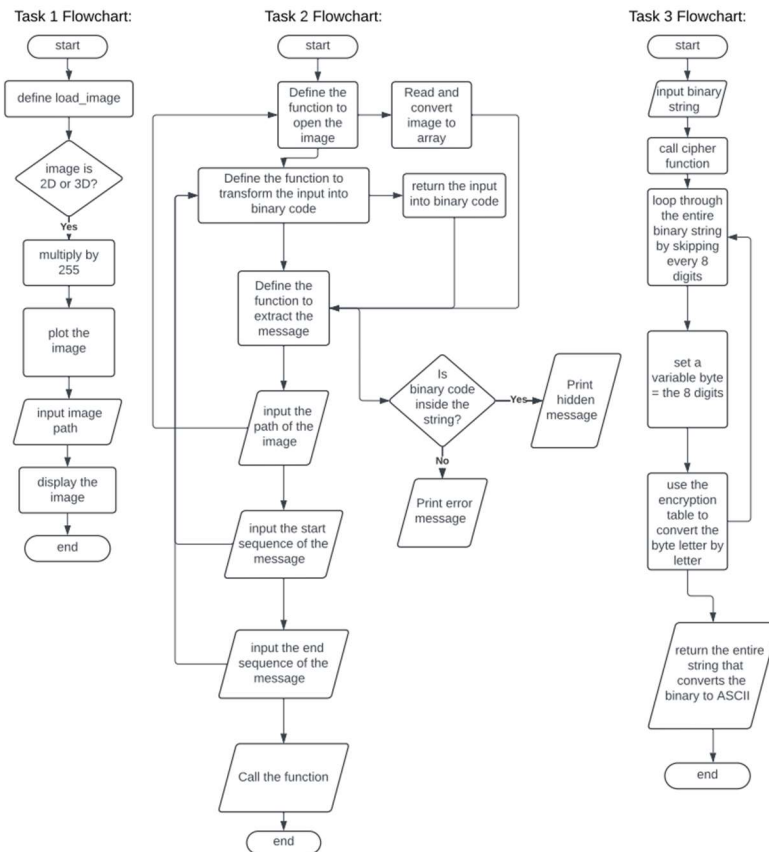 Task 1 Flowchart:
start
define load_image
image is
2D or 3D?
Yes
multiply by
255
plot the
image
input image
path
display the
image
end
Task 2 Flowchart:
start
Define the
function to
open the
image
Read and
convert
image to
array
Define the function to
transform the input into
binary code
return the input
into binary code
Define the
function to
extract the
message
Is
binary code
inside the
string?
Yes
Print
hidden
message
No
Print error
message
input the
path of the
image
input the start
sequence of the
message
input the end
sequence of the
message
Call the function
end
Task 3 Flowchart:
start
input binary
string
call cipher
function
loop through
the entire
binary string
by skipping
every 8
digits
set a
variable byte
= the 8 digits
use the
encryption
table to
convert the
byte letter by
letter
return the entire
string that
converts the
binary to ASCII
end